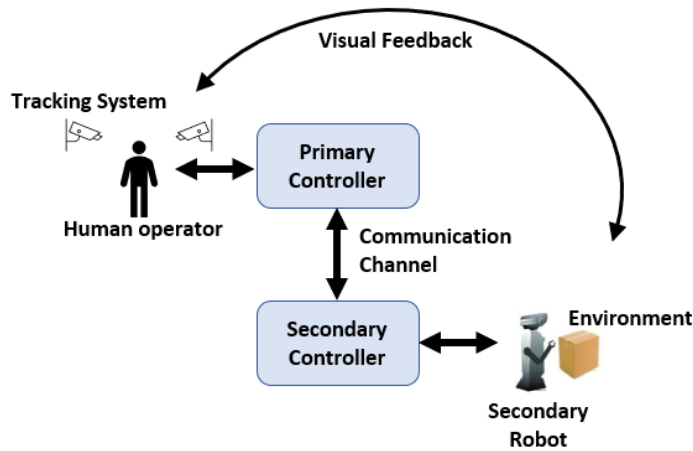 Visual Feedback
Tracking System
Primary
Controller
Human operator
Communication
Channel
Secondary
Controller
Environment
Secondary
Robot